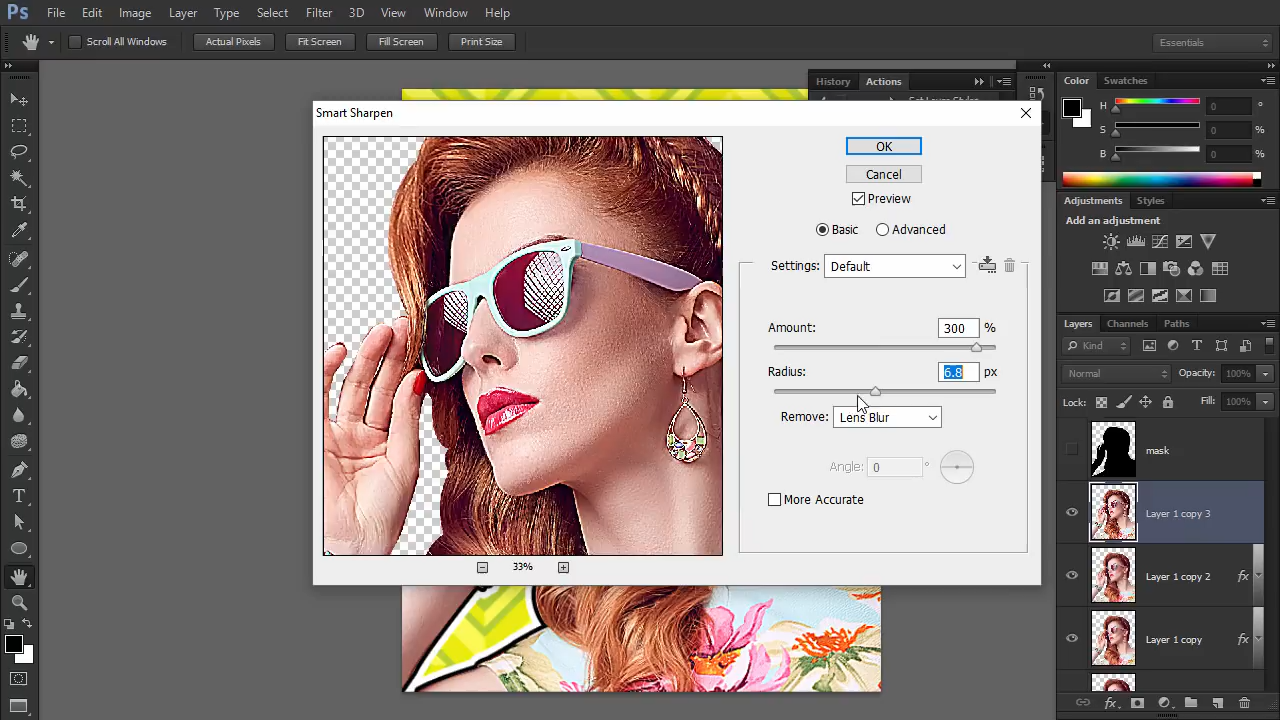 Ps File Edit Image Layer Type Select Filter 3D View Window Help
Scroll All Windows Actual Pixels Fit Screen Fill Screen Print Size Essentials
History Actions
Color Swatches
H 0 °
S 0 %
B 0 %
Smart Sharpen
OK
Cancel
Preview
Basic Advanced
Settings: Default
Amount: 300 %
Radius: 6.8 px
Remove: Lens Blur
Angle: 0 °
More Accurate
33%
Adjustments Styles
Add an adjustment
Layers Channels Paths
Kind
Normal Opacity: 100%
Lock: Fill: 100%
mask
Layer 1 copy 3
Layer 1 copy 2 fx
Layer 1 copy fx
fx